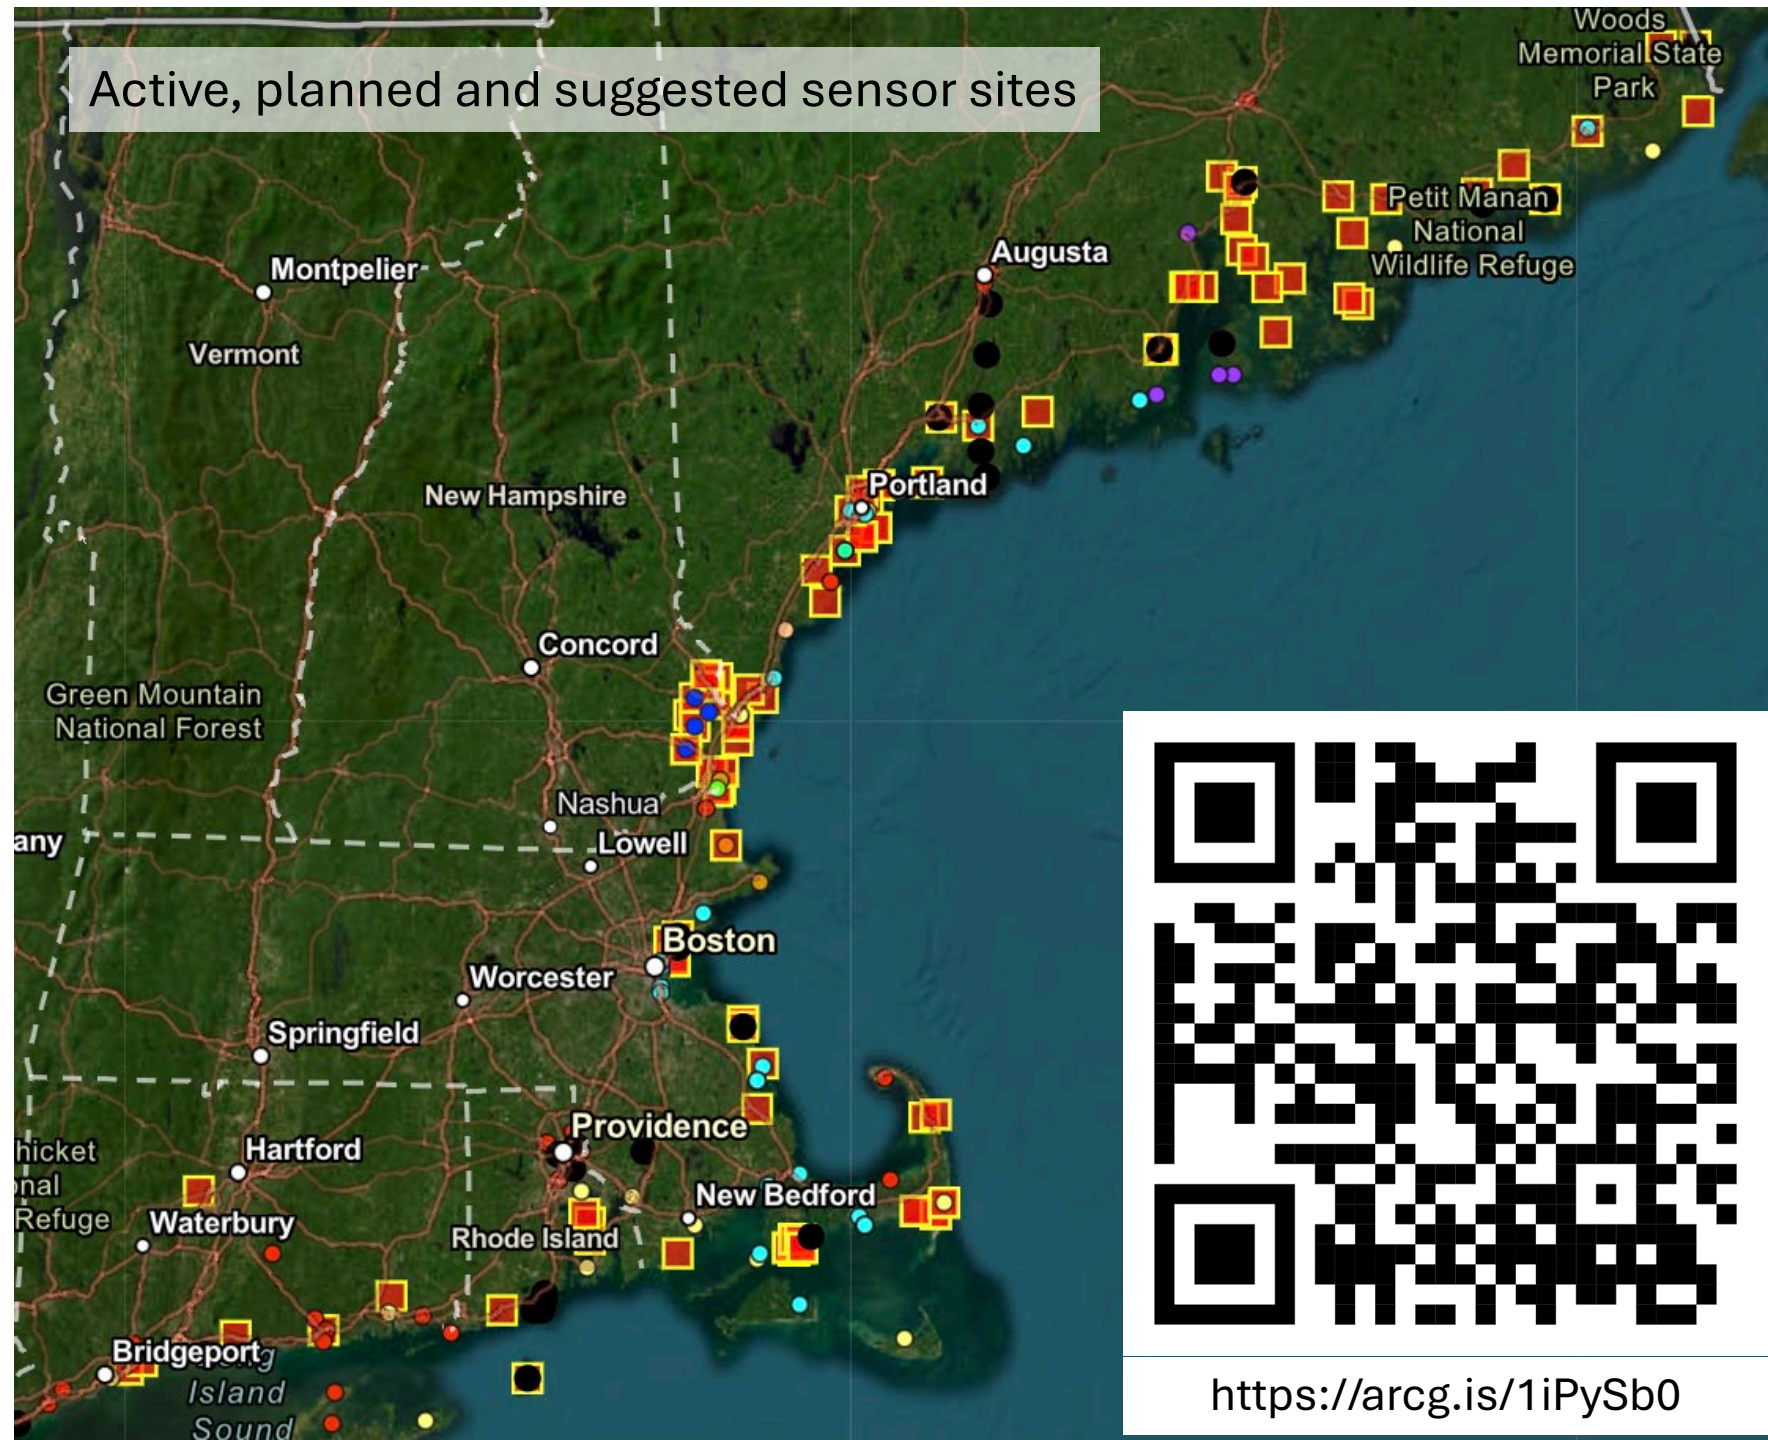 Woods
Memorial State
Park
Active, planned and suggested sensor sites
Petit Manan
National
Wildlife Refuge
Augusta
Montpelier
Vermont
Portland
New Hampshire
Concord
Green Mountain
National Forest
Nashua
Lowell
any
Boston
Worcester
Springfield
Providence
Hartford
hicket
onal
Refuge
New Bedford
Waterbury
Rhode Island
Bridgeport
Island
Sound
https://arcg.is/1iPySb0